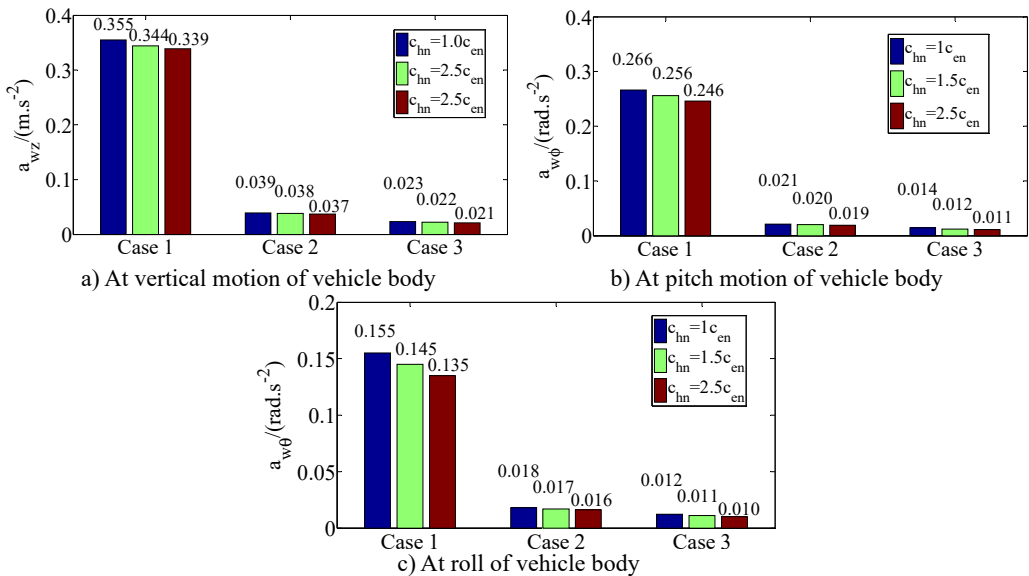 0.4
0.3
0.2
0.1
0
a_wz/(m.s^-2)
0.355
0.344
0.339
0.039
0.038
0.037
0.023
0.022
0.021
c_hn=1.0c_en
c_hn=2.5c_en
c_hn=2.5c_en
Case 1
Case 2
Case 3
a) At vertical motion of vehicle body
0.4
0.3
0.2
0.1
0
a_wϕ/(rad.s^-2)
0.266
0.256
0.246
0.021
0.020
0.019
0.014
0.012
0.011
c_hn=1c_en
c_hn=1.5c_en
c_hn=2.5c_en
Case 1
Case 2
Case 3
b) At pitch motion of vehicle body
0.2
0.15
0.1
0.05
0
a_wθ/(rad.s^-2)
0.155
0.145
0.135
0.018
0.017
0.016
0.012
0.011
0.010
c_hn=1c_en
c_hn=1.5c_en
c_hn=2.5c_en
Case 1
Case 2
Case 3
c) At roll of vehicle body